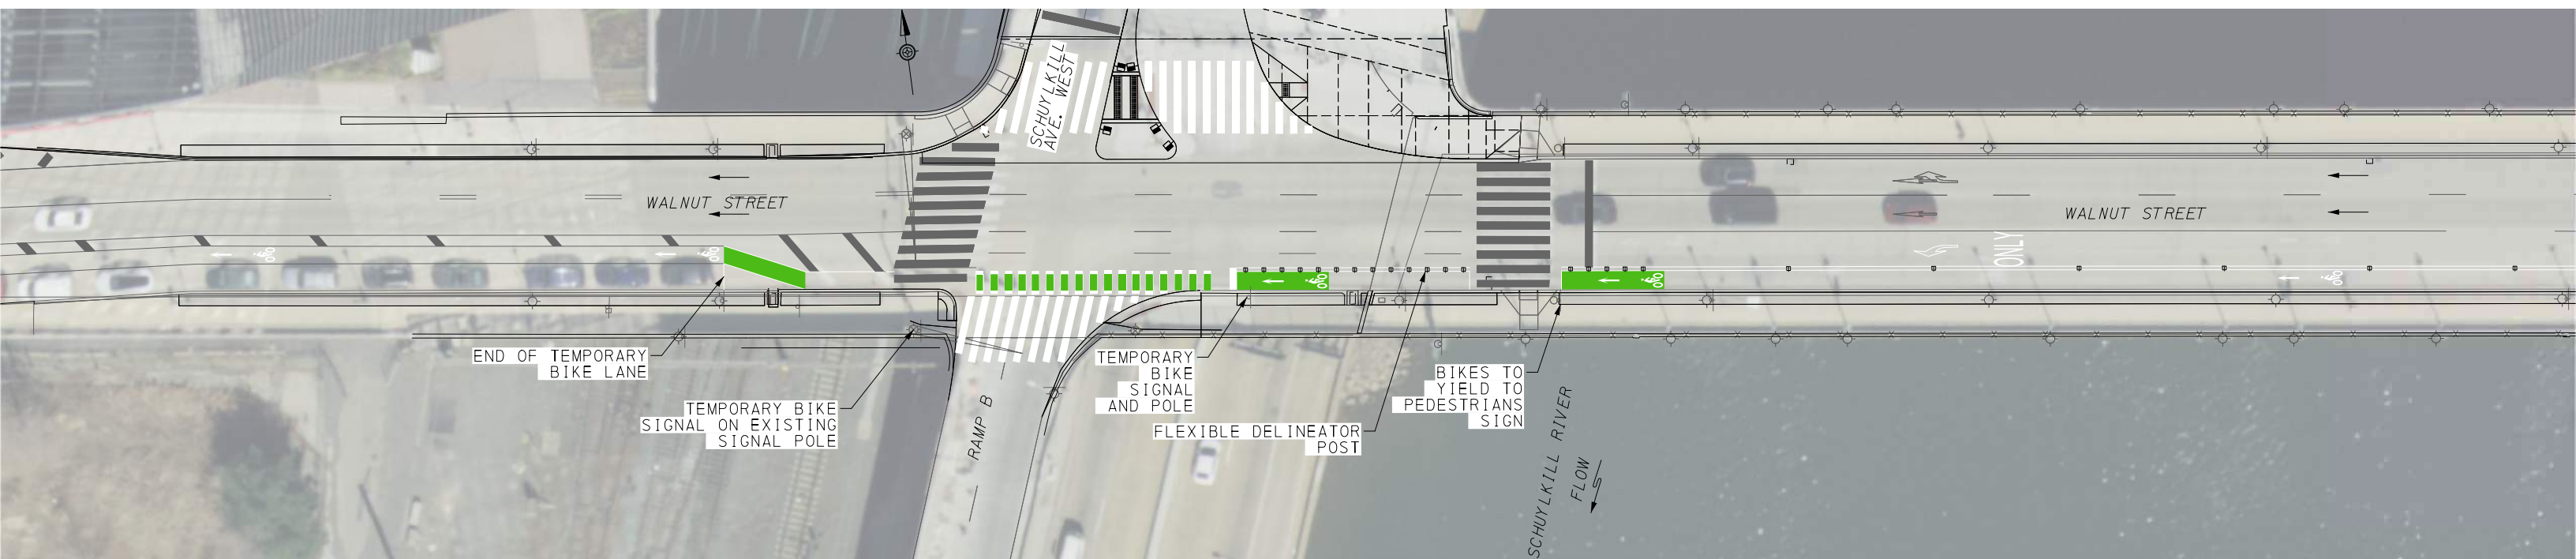 SCHUYLKILL
AVE. WEST
WALNUT STREET
WALNUT STREET
ONLY
END OF TEMPORARY
BIKE LANE
TEMPORARY BIKE
SIGNAL ON EXISTING
SIGNAL POLE
RAMP B
TEMPORARY
BIKE
SIGNAL
AND POLE
FLEXIBLE DELINEATOR
POST
BIKES TO
YIELD TO
PEDESTRIANS
SIGN
SCHUYLKILL RIVER
FLOW